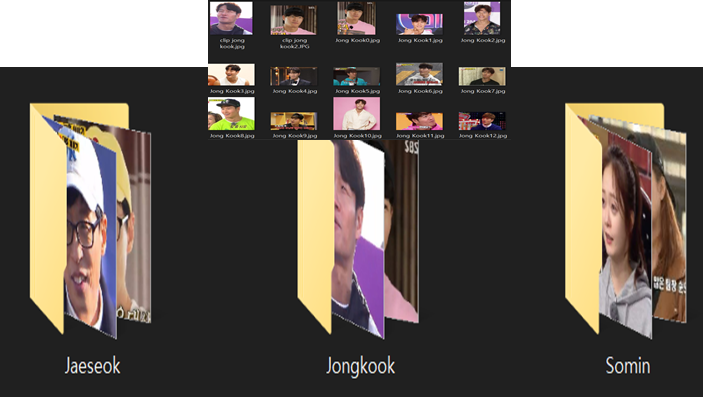 clip jong
kook.jpg
clip jong
kook2.JPG
Jong Kook0.jpg
Jong Kook1.jpg
Jong Kook2.jpg
Jong Kook3.jpg
Jong Kook4.jpg
Jong Kook5.jpg
Jong Kook6.jpg
Jong Kook7.jpg
Jong Kook8.jpg
Jong Kook9.jpg
Jong Kook10.jpg
Jong Kook11.jpg
Jong Kook12.jpg
SBS
Jaeseok
Jongkook
Somin